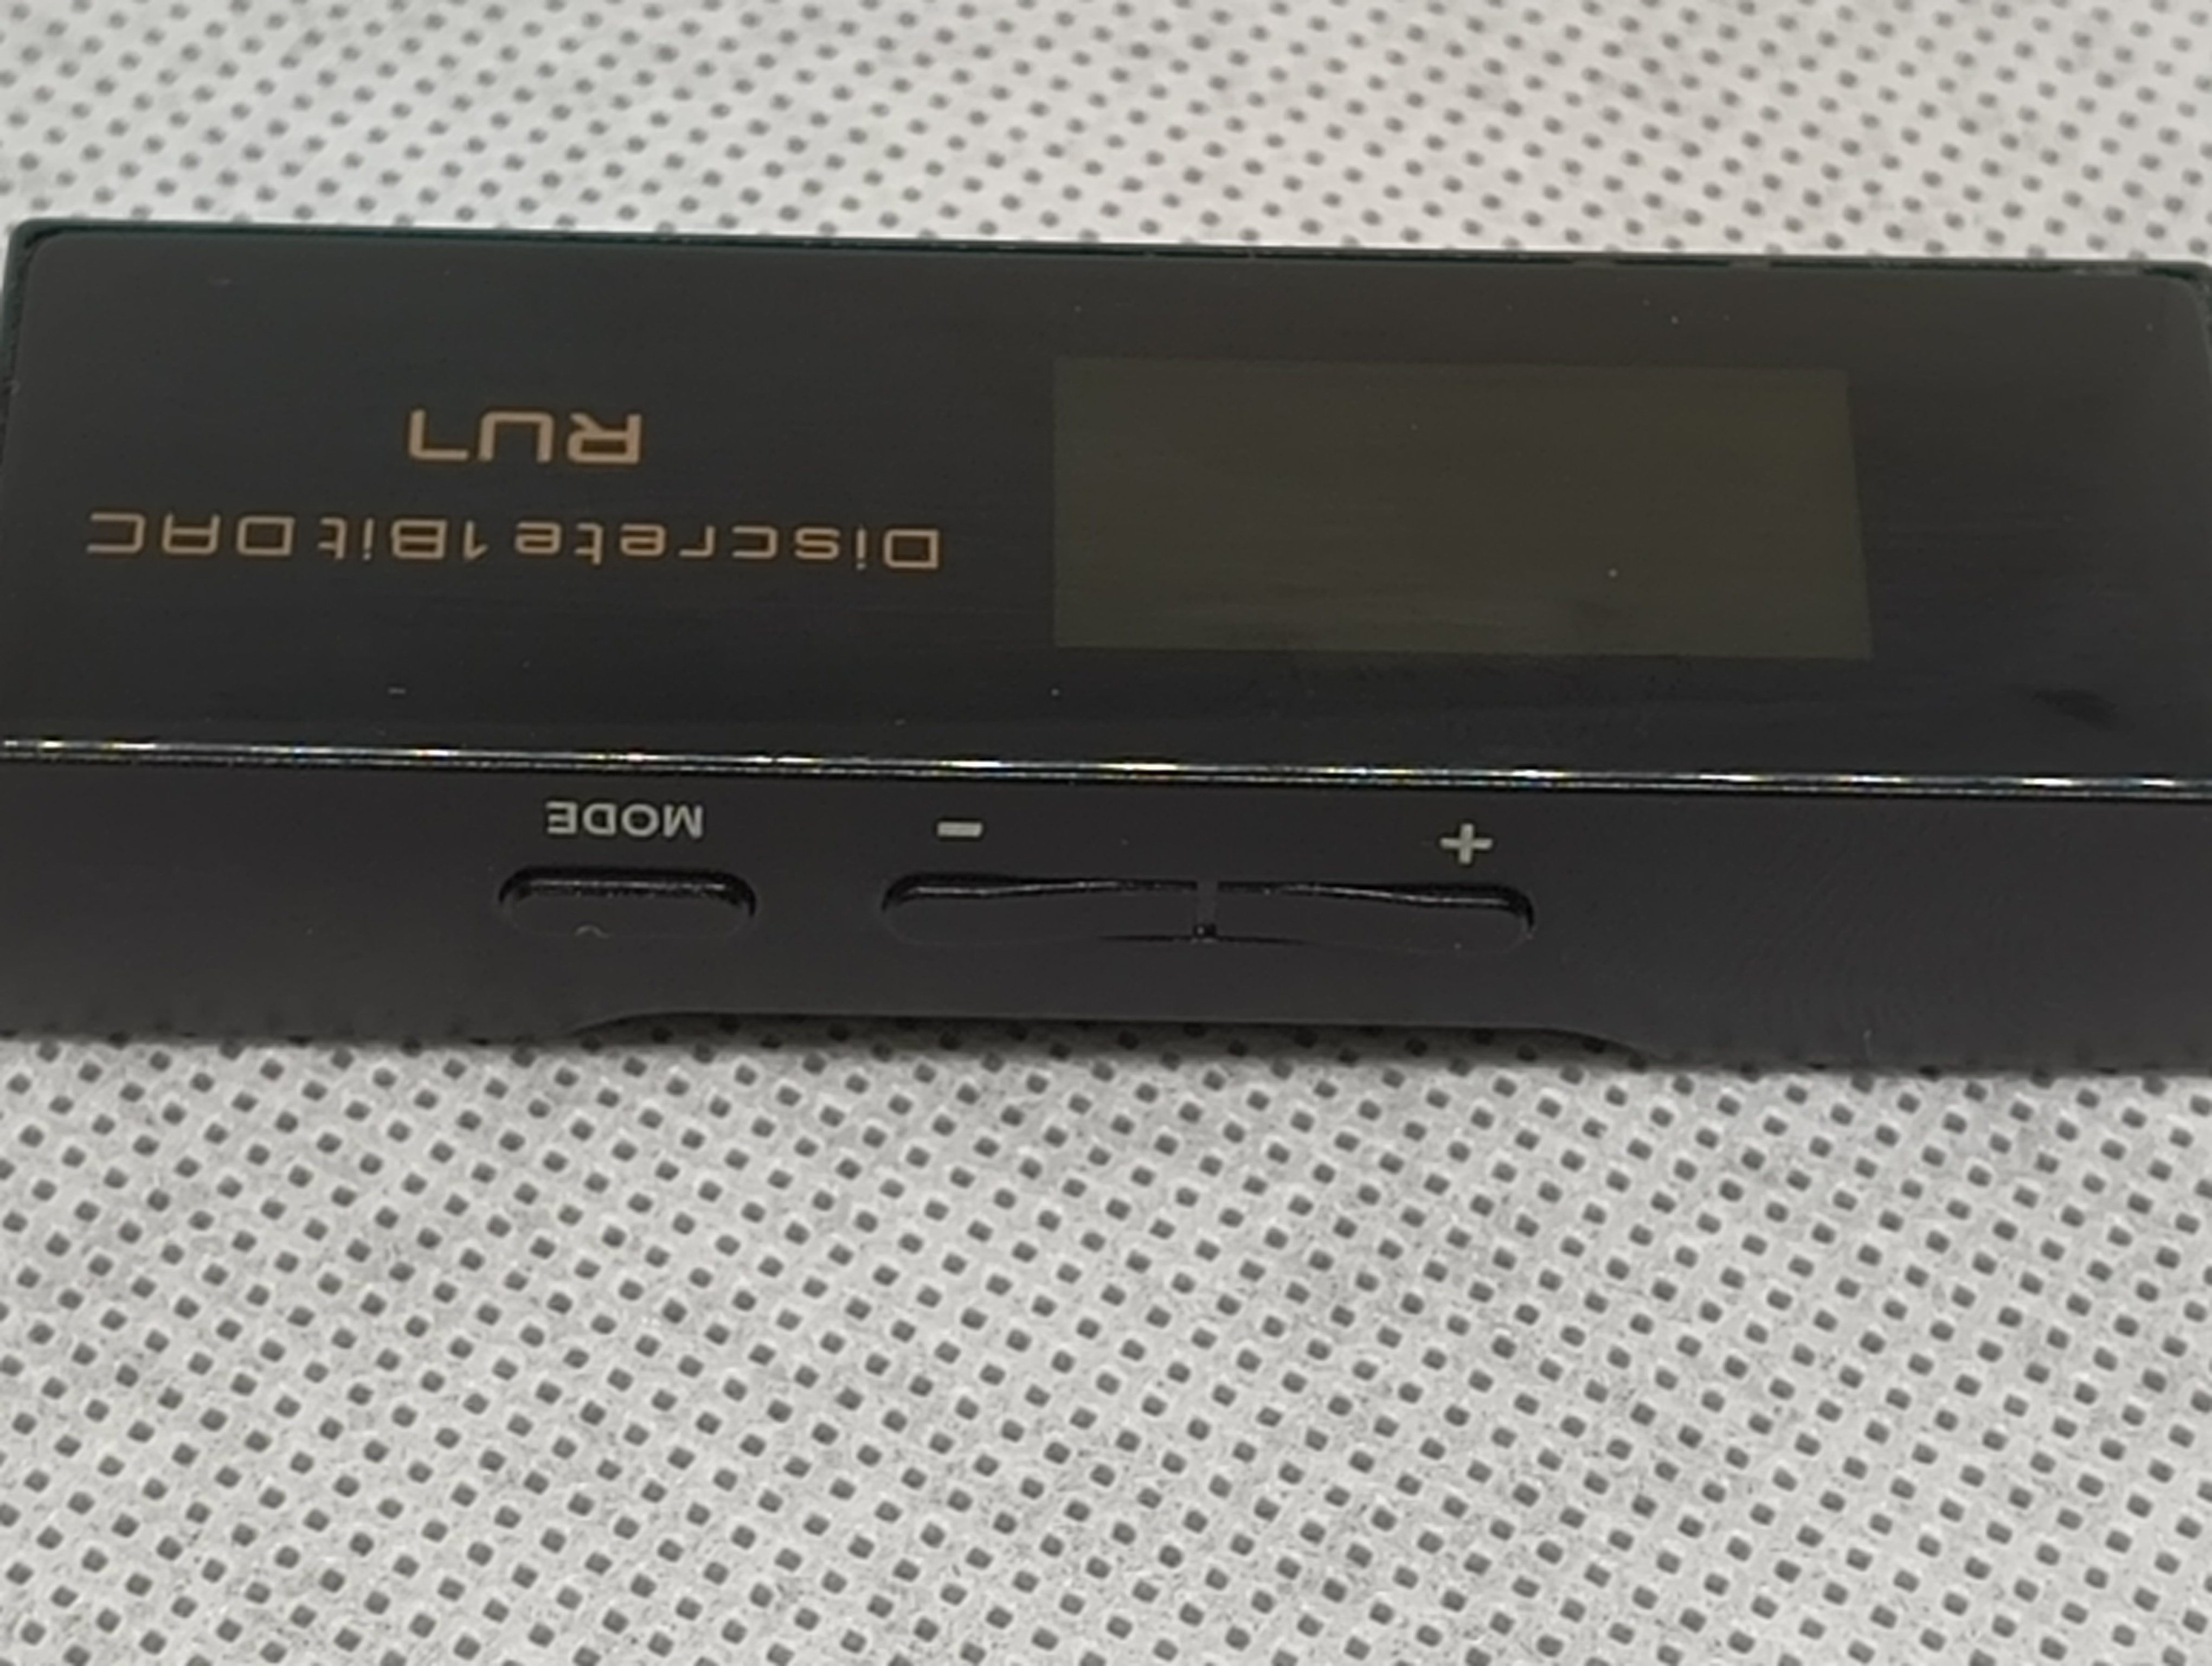 + - MODE
Discrete 1Bit DAC
RU7